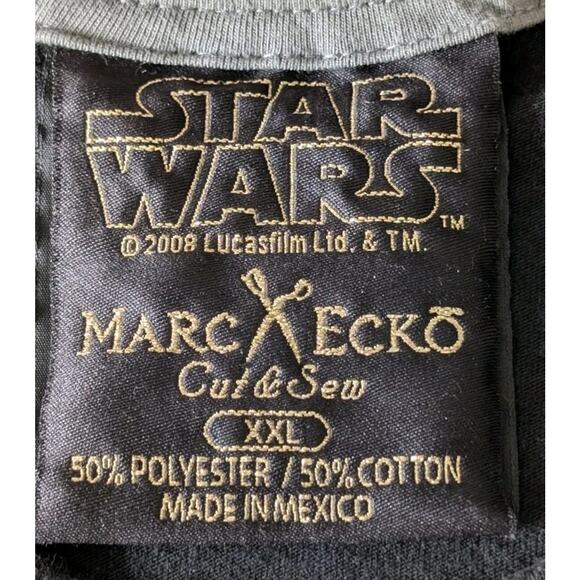 STAR
WARS™
© 2008 Lucasfilm Ltd. & TM.
MARC ECKŌ
Cut & Sew
XXL
50% POLYESTER / 50% COTTON
MADE IN MEXICO